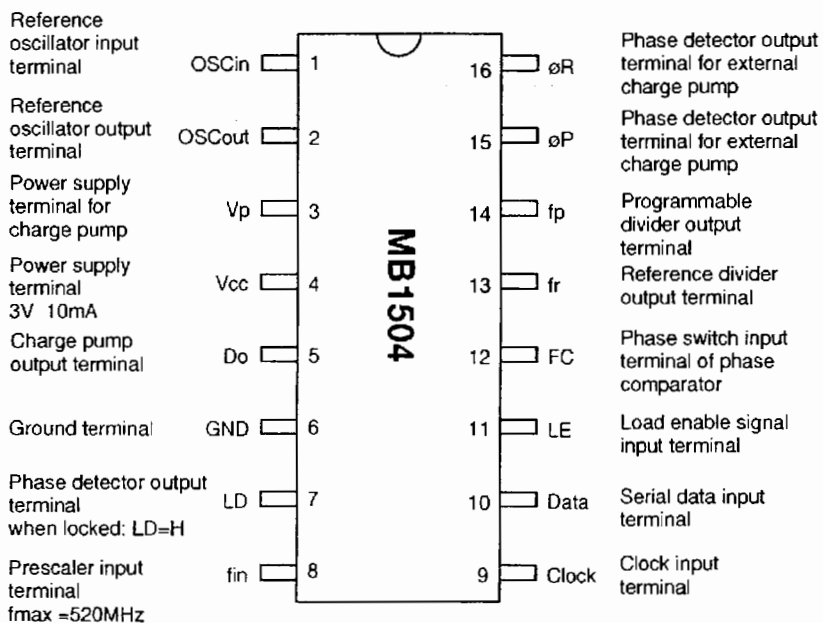 Reference
oscillator input
terminal
OSCin
1
Reference
oscillator output
terminal
OSCout
2
Power supply
terminal for
charge pump
Vp
3
Power supply
terminal
3V 10mA
Vcc
4
Charge pump
output terminal
Do
5
Ground terminal
GND
6
Phase detector output
terminal
when locked: LD=H
LD
7
Prescaler input
terminal
fmax =520MHz
fin
8
MB1504
16
øR
Phase detector output
terminal for external
charge pump
15
øP
Phase detector output
terminal for external
charge pump
14
fp
Programmable
divider output
terminal
13
fr
Reference divider
output terminal
12
FC
Phase switch input
terminal of phase
comparator
11
LE
Load enable signal
input terminal
10
Data
Serial data input
terminal
9
Clock
Clock input
terminal